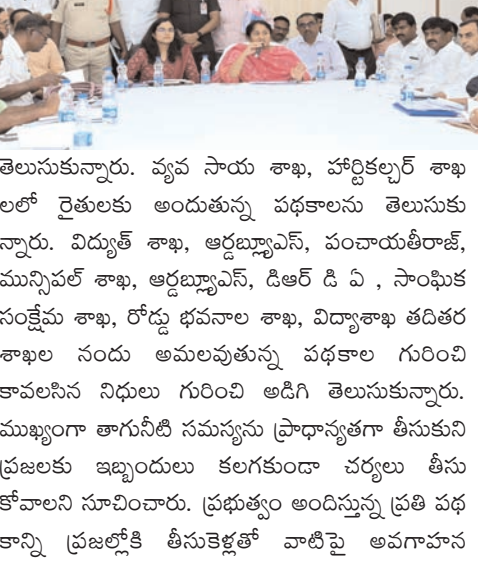 తెలుసుకున్నారు. వ్యవ సాయ శాఖ, హార్టికల్చర్ శాఖ
లలో రైతులకు అందుతున్న పథకాలను తెలుసుకు
న్నారు. విద్యుత్ శాఖ, ఆర్డబ్ల్యూఎస్, పంచాయతీరాజ్,
మున్సిపల్ శాఖ, ఆర్డబ్ల్యూఎస్, డిఆర్ డి ఏ , సాంఘిక
సంక్షేమ శాఖ, రోడ్డు భవనాల శాఖ, విద్యాశాఖ తదితర
శాఖల నందు అమలవుతున్న పథకాల గురించి
కావలసిన నిధులు గురించి అడిగి తెలుసుకున్నారు.
ముఖ్యంగా తాగునీటి సమస్యను ప్రాధాన్యతగా తీసుకుని
ప్రజలకు ఇబ్బందులు కలగకుండా చర్యలు తీసు
కోవాలని సూచించారు. ప్రభుత్వం అందిస్తున్న ప్రతి పథ
కాన్ని ప్రజల్లోకి తీసుకెళ్లతో వాటిపై అవగాహన